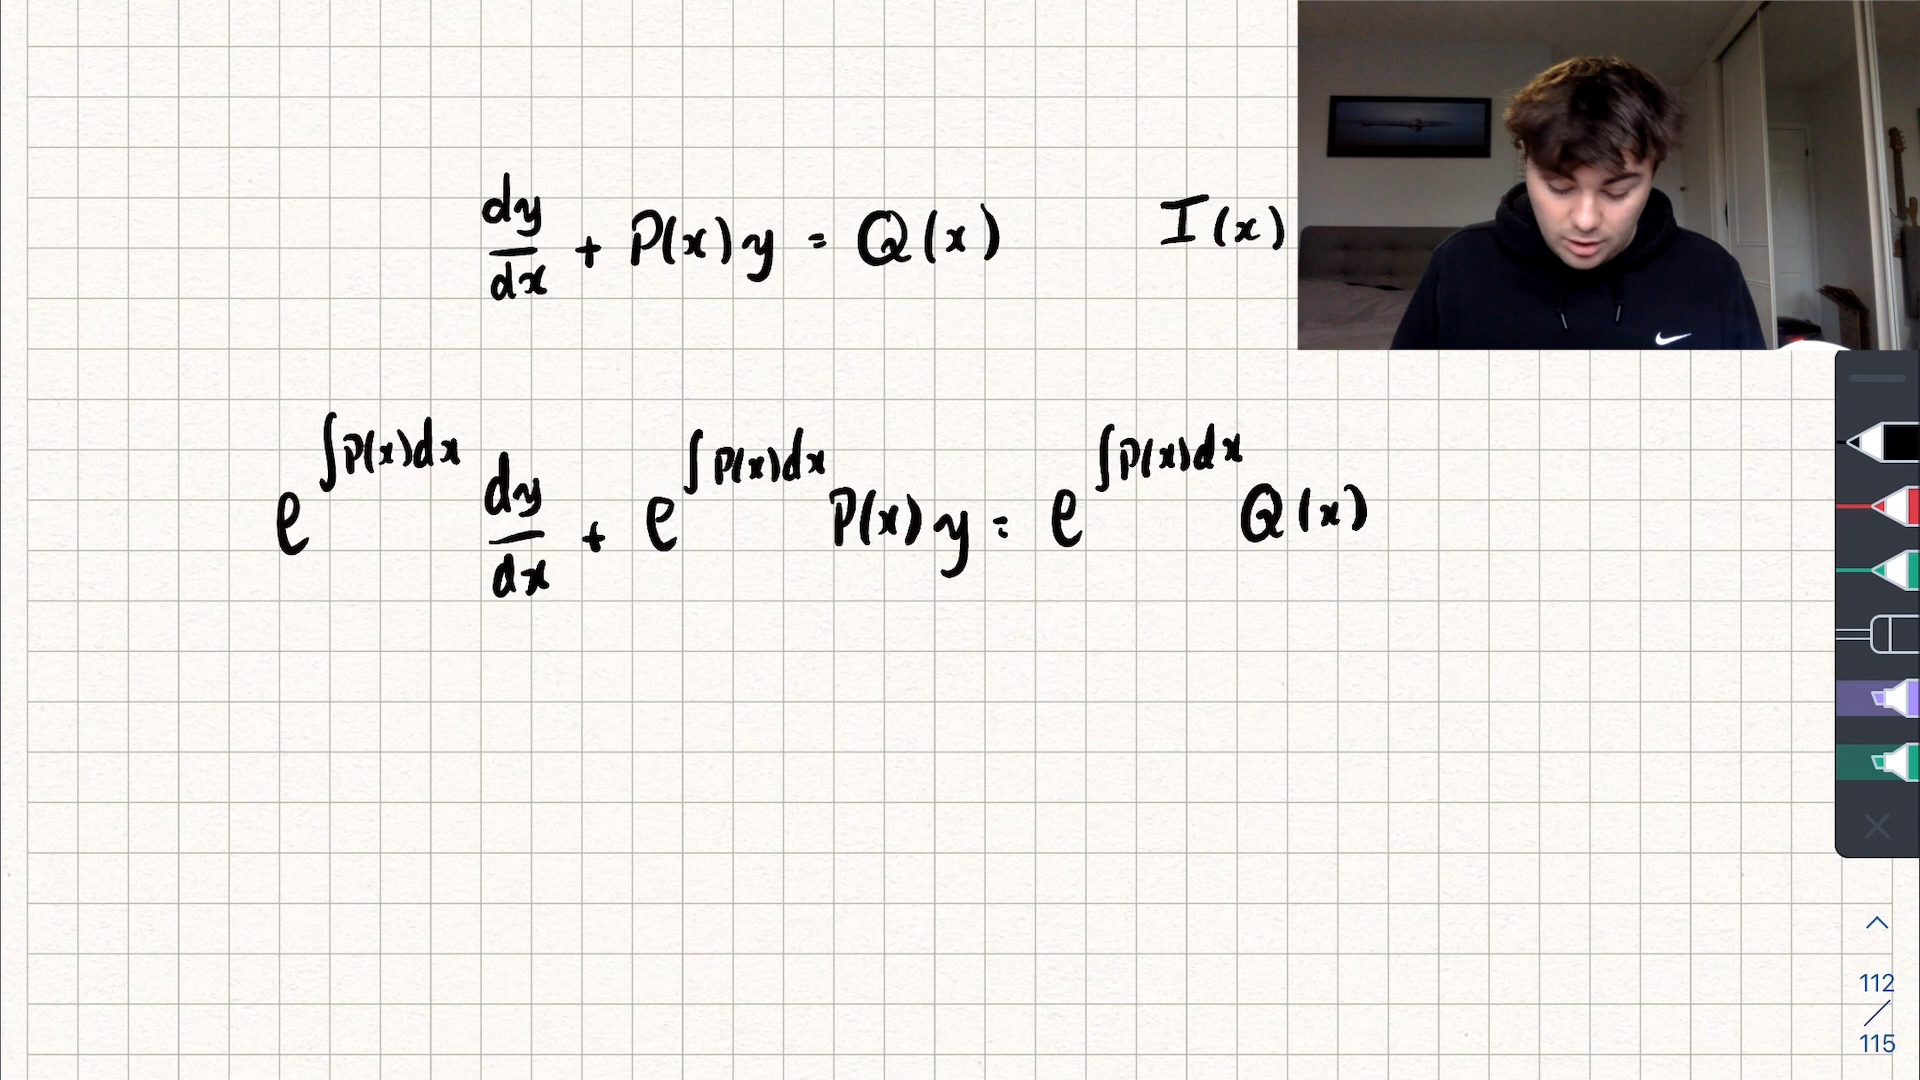 dy/dx + P(x)y = Q(x) I(x)
e^∫P(x)dx dy/dx + e^∫P(x)dx P(x)y = e^∫P(x)dx Q(x)
112
/
115